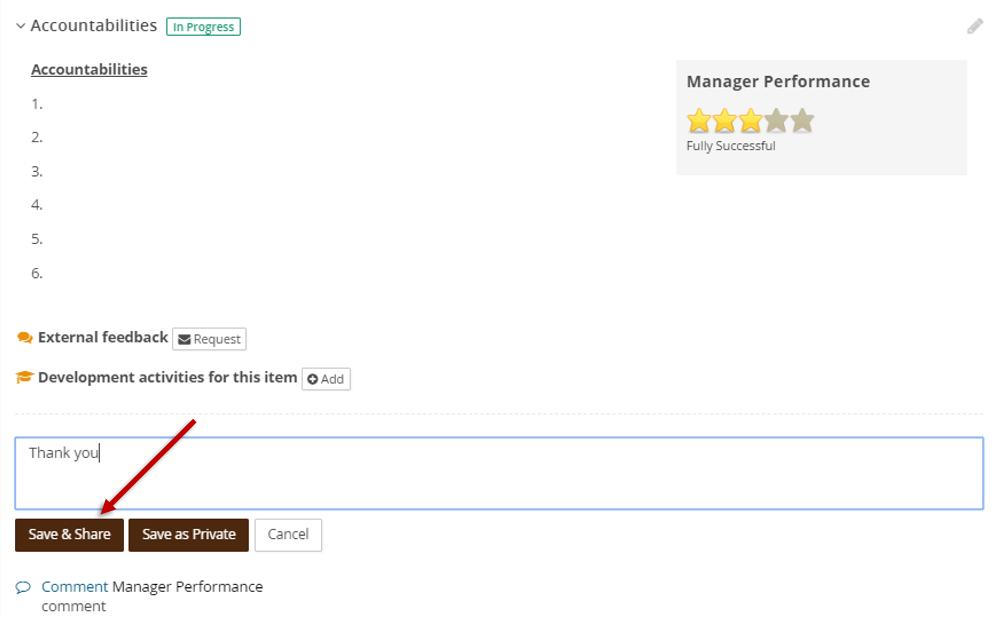 Accountabilities In Progress
Accountabilities
1.
2.
3.
4.
5.
6.
Manager Performance
Fully Successful
External feedback Request
Development activities for this item Add
Thank you
Save & Share Save as Private Cancel
Comment Manager Performance
comment